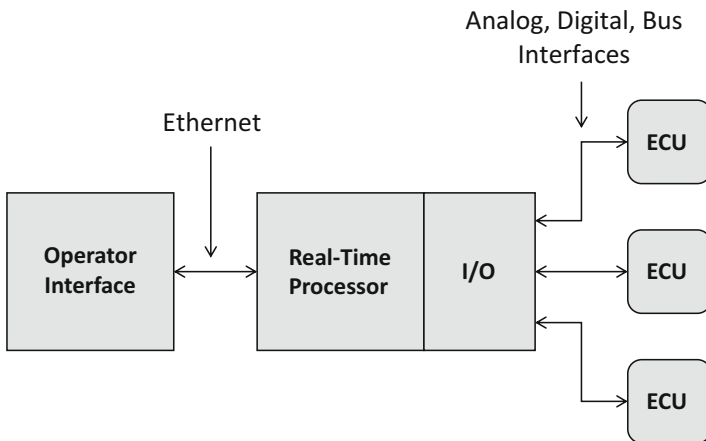 Analog, Digital, Bus
Interfaces
Ethernet
ECU
Operator
Interface
Real-Time
Processor
I/O
ECU
ECU